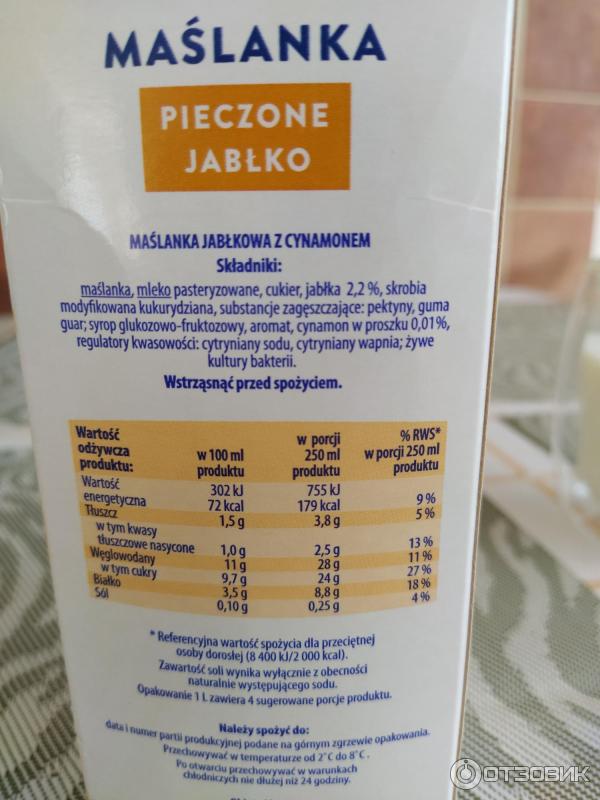 MAŚLANKA
PIECZONE
JABŁKO
MAŚLANKA JABŁKOWA Z CYNAMONEM
Składniki:
maślanka, mleko pasteryzowane, cukier, jabłka 2,2 %, skrobia
modyfikowana kukurydziana, substancje zagęszczające: pektyny, guma
guar; syrop glukozowo-fruktozowy, aromat, cynamon w proszku 0,01%,
regulatory kwasowości: cytryniany sodu, cytryniany wapnia; żywe
kultury bakterii.
Wstrząsnąć przed spożyciem.
Wartość odżywcza produktu: w 100 ml produktu w porcji 250 ml produktu % RWS* w porcji 250 ml produktu
Wartość energetyczna 302 kJ 755 kJ
72 kcal 179 kcal 9 %
Tłuszcz 1,5 g 3,8 g 5 %
w tym kwasy
tłuszczowe nasycone 1,0 g 2,5 g 13 %
Węglowodany 11 g 28 g 11 %
w tym cukry 9,7 g 24 g 27 %
Białko 3,5 g 8,8 g 18 %
Sól 0,10 g 0,25 g 4 %
* Referencyjna wartość spożycia dla przeciętnej
osoby dorosłej (8 400 kJ/2 000 kcal).
Zawartość soli wynika wyłącznie z obecności
naturalnie występującego sodu.
Opakowanie 1 L zawiera 4 sugerowane porcje produktu.
Należy spożyć do:
data i numer partii produkcyjnej podane na górnym zgrzewie opakowania.
Przechowywać w temperaturze od 2°C do 8°C.
Po otwarciu przechowywać w warunkach
chłodniczych nie dłużej niż 24 godziny.
ОТЗОВИК